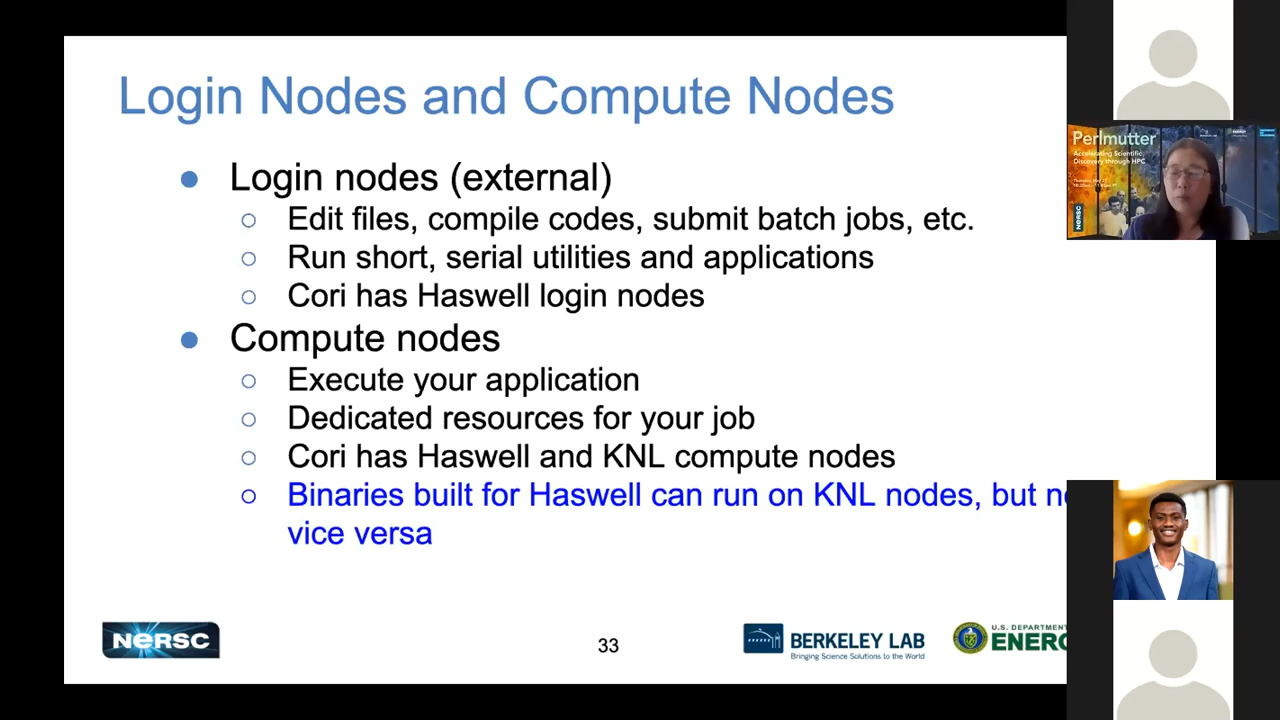 Login Nodes and Compute Nodes
Login nodes (external)
Edit files, compile codes, submit batch jobs, etc.
Run short, serial utilities and applications
Cori has Haswell login nodes
Compute nodes
Execute your application
Dedicated resources for your job
Cori has Haswell and KNL compute nodes
Binaries built for Haswell can run on KNL nodes, but
vice versa
NERSC
33
BERKELEY LAB
Bringing Science Solutions to the World
U.S. DEPARTMENT
ENERG
Perlmutter
Accelerating Scientific
Discovery through HPC
NERSC